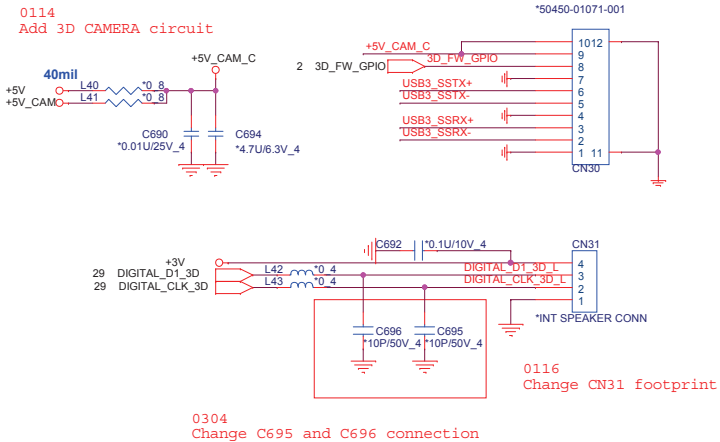 0114
Add 3D CAMERA circuit
*50450-01071-001
+5V_CAM_C
+5V_CAM_C
2 3D_FW_GPIO
3D_FW_GPIO
USB3_SSTX+
USB3_SSTX-
USB3_SSRX+
USB3_SSRX-
10 12
9
8
7
6
5
4
3
2
1 11
CN30
40mil
+5V L40 *0_8
+5V_CAM L41 *0_8
C690
*0.01U/25V_4
C694
*4.7U/6.3V_4
+3V
C692 *0.1U/10V_4
29 DIGITAL_D1_3D L42 *0_4 DIGITAL_D1_3D_L
29 DIGITAL_CLK_3D L43 *0_4 DIGITAL_CLK_3D_L
CN31
4
3
2
1
*INT SPEAKER CONN
C696
*10P/50V_4
C695
*10P/50V_4
0116
Change CN31 footprint
0304
Change C695 and C696 connection